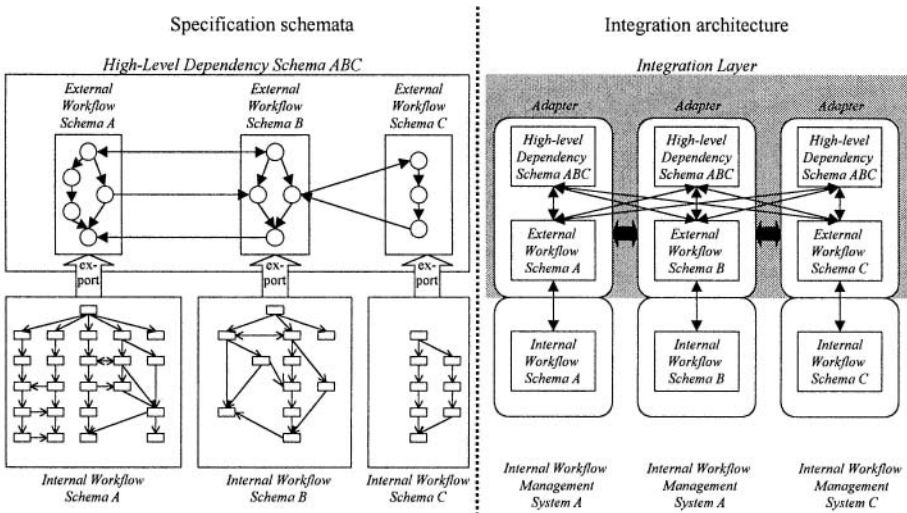 Specification schemata
High-Level Dependency Schema ABC
External
Workflow
Schema A
External
Workflow
Schema B
External
Workflow
Schema C
ex-
port
ex-
port
ex-
port
Internal Workflow
Schema A
Internal Workflow
Schema B
Internal Workflow
Schema C
Integration architecture
Integration Layer
Adapter
Adapter
Adapter
High-level
Dependency
Schema ABC
High-level
Dependency
Schema ABC
High-level
Dependency
Schema ABC
External
Workflow
Schema A
External
Workflow
Schema B
External
Workflow
Schema C
Internal
Workflow
Schema A
Internal
Workflow
Schema B
Internal
Workflow
Schema C
Internal Workflow
Management
System A
Internal Workflow
Management
System A
Internal Workflow
Management
System C